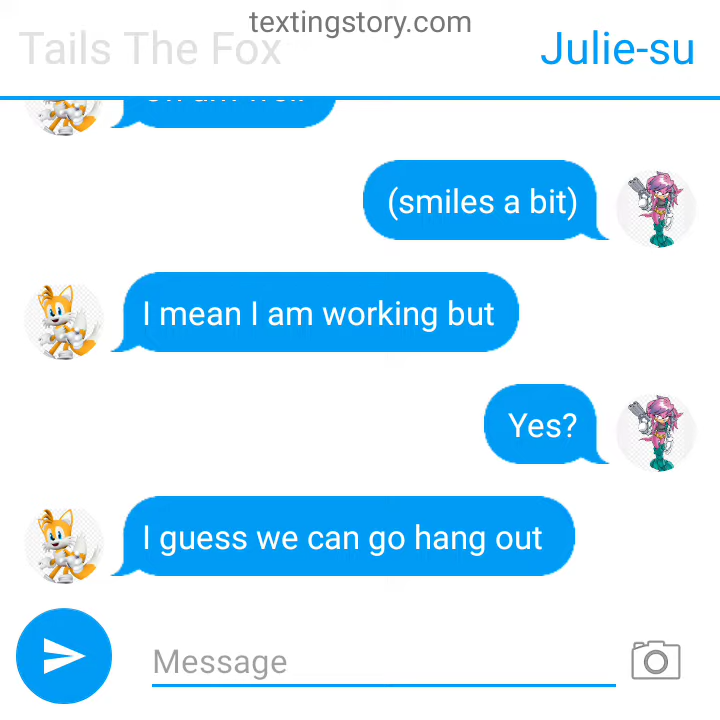 textingstory.com
Tails The Fox
Julie-su
(smiles a bit)
I mean I am working but
Yes?
I guess we can go hang out
Message